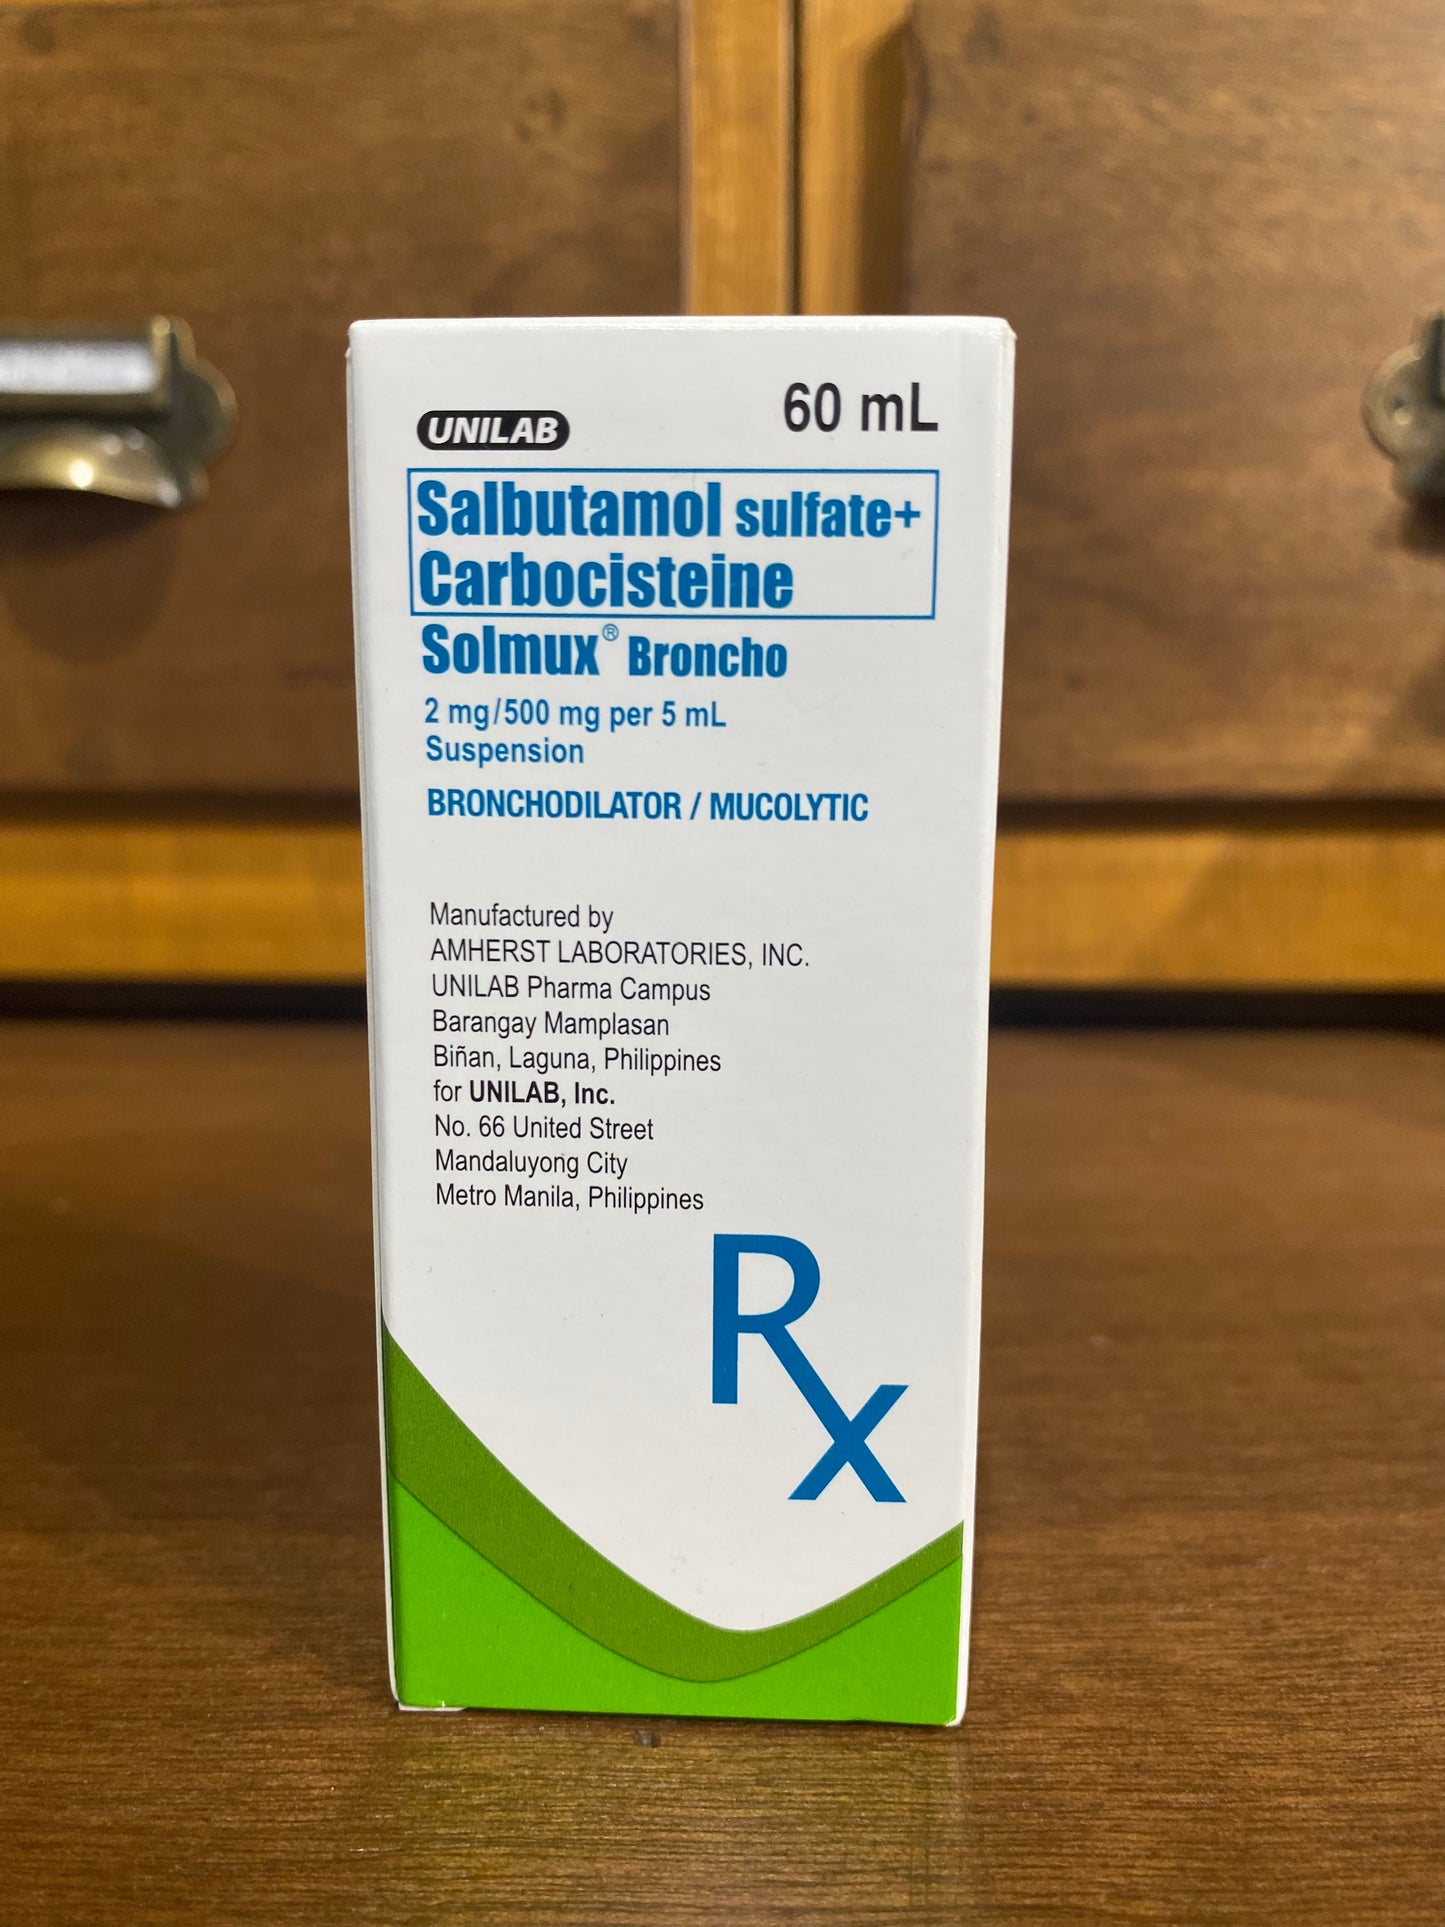 60 mL
UNILAB
Salbutamol sulfate+
Carbocisteine
Solmux® Broncho
2 mg/500 mg per 5 mL
Suspension
BRONCHODILATOR / MUCOLYTIC
Manufactured by
AMHERST LABORATORIES, INC.
UNILAB Pharma Campus
Barangay Mamplasan
Biñan, Laguna, Philippines
for UNILAB, Inc.
No. 66 United Street
Mandaluyong City
Metro Manila, Philippines
Rx